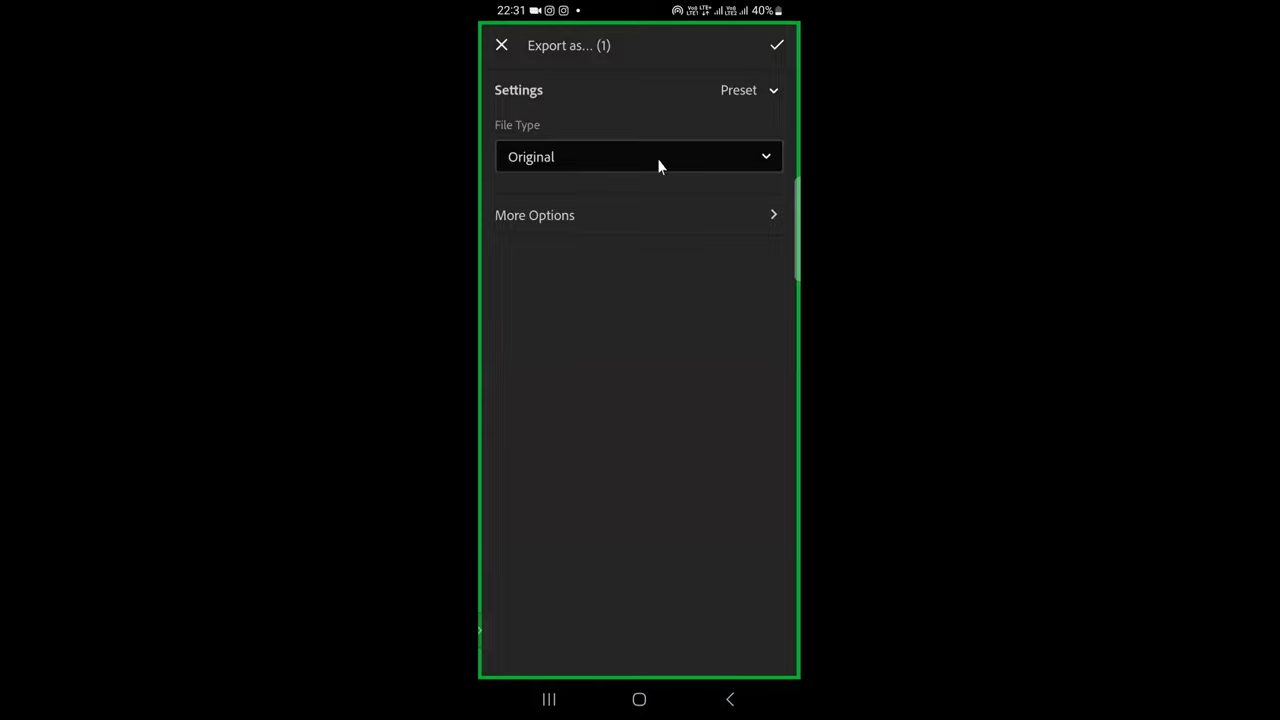 22:31 40%
Export as... (1)
Settings Preset
File Type
Original
More Options